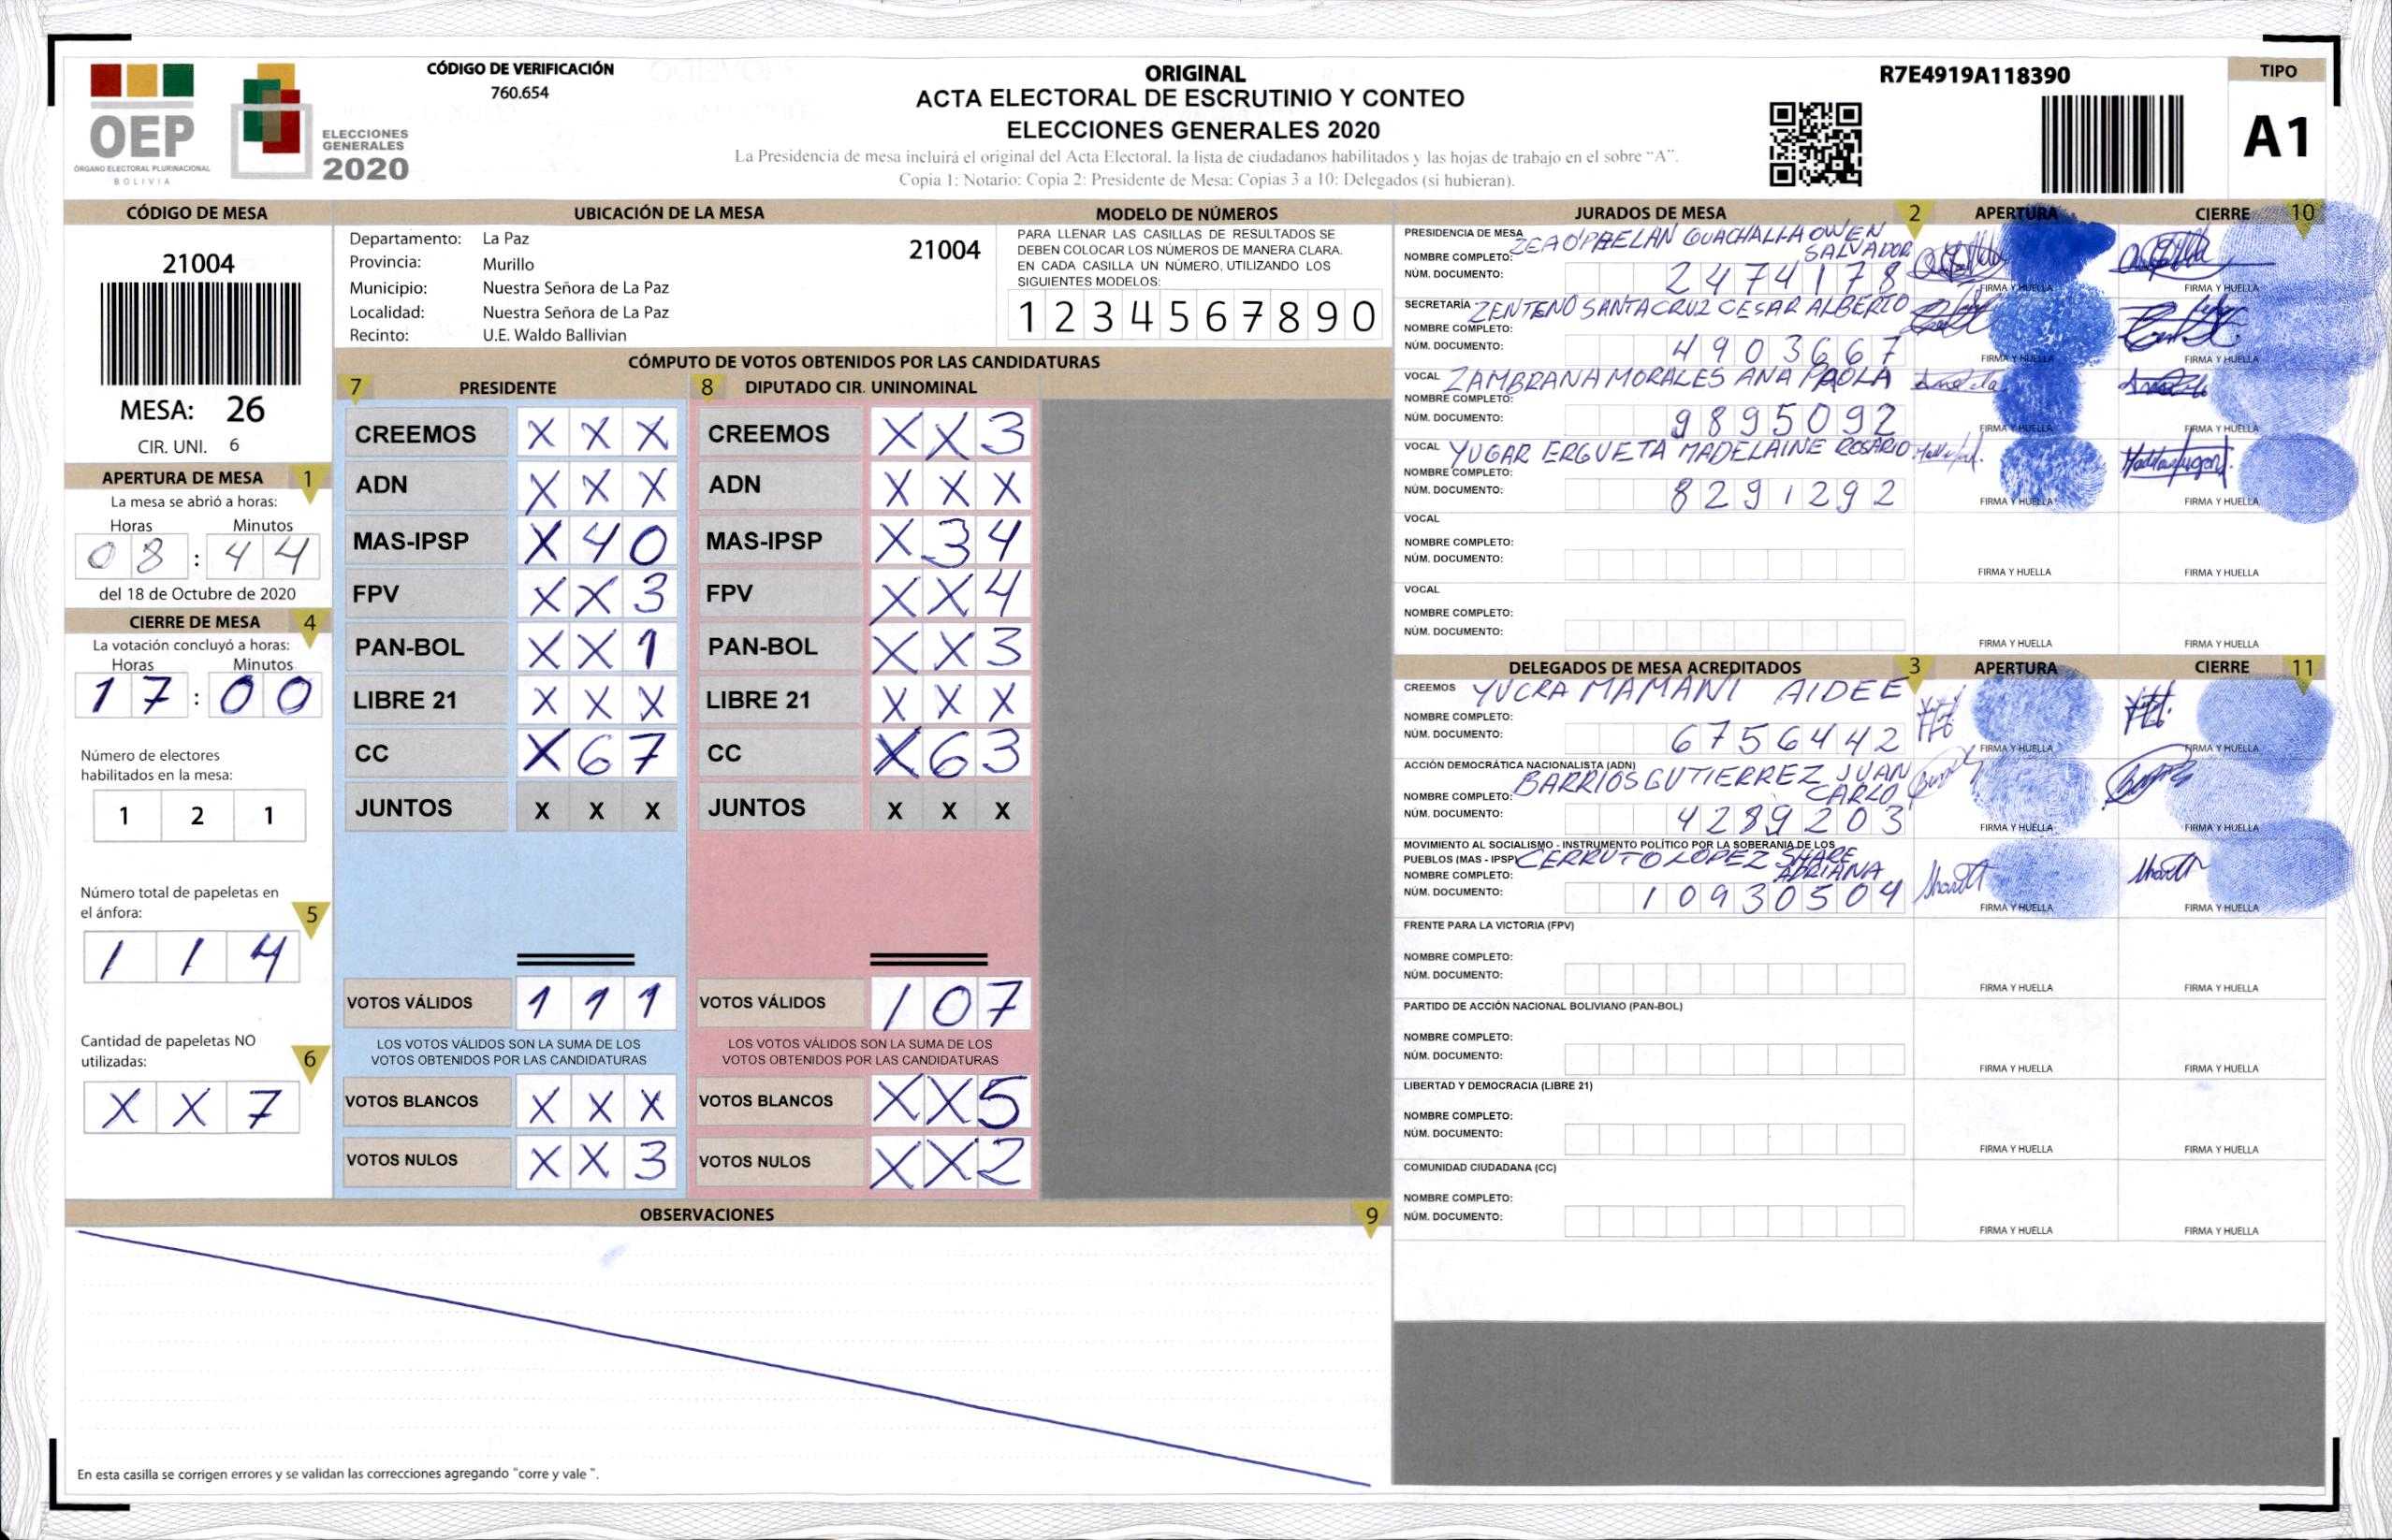 CÓDIGO DE VERIFICACIÓN
760.654
ORIGINAL
ACTA ELECTORAL DE ESCRUTINIO Y CONTEO
ELECCIONES GENERALES 2020
La Presidencia de mesa incluirá el original del Acta Electoral, la lista de ciudadanos habilitados y las hojas de trabajo en el sobre "A".
Copia 1: Notario: Copia 2: Presidente de Mesa: Copias 3 a 10: Delegados (si hubieran).
R7E4919A118390
TIPO
A1
OEP
ÓRGANO ELECTORAL PLURINACIONAL
BOLIVIA
ELECCIONES
GENERALES
2020
CÓDIGO DE MESA
21004
MESA: 26
CIR. UNI. 6
APERTURA DE MESA 1
La mesa se abrió a horas:
Horas Minutos
08 : 44
del 18 de Octubre de 2020
CIERRE DE MESA 4
La votación concluyó a horas:
Horas Minutos
17 : 00
Número de electores
habilitados en la mesa:
1 2 1
Número total de papeletas en
el ánfora: 5
1 1 4
Cantidad de papeletas NO
utilizadas: 6
X X 7
UBICACIÓN DE LA MESA
Departamento: La Paz 21004
Provincia: Murillo
Municipio: Nuestra Señora de La Paz
Localidad: Nuestra Señora de La Paz
Recinto: U.E. Waldo Ballivian
MODELO DE NÚMEROS
PARA LLENAR LAS CASILLAS DE RESULTADOS SE
DEBEN COLOCAR LOS NÚMEROS DE MANERA CLARA.
EN CADA CASILLA UN NÚMERO, UTILIZANDO LOS
SIGUIENTES MODELOS:
1 2 3 4 5 6 7 8 9 0
CÓMPUTO DE VOTOS OBTENIDOS POR LAS CANDIDATURAS
7 PRESIDENTE
CREEMOS X X X
ADN X X X
MAS-IPSP X 4 0
FPV X X 3
PAN-BOL X X 1
LIBRE 21 X X X
CC X 6 7
JUNTOS X X X
VOTOS VÁLIDOS 1 1 1
LOS VOTOS VÁLIDOS SON LA SUMA DE LOS
VOTOS OBTENIDOS POR LAS CANDIDATURAS
VOTOS BLANCOS X X X
VOTOS NULOS X X 3
8 DIPUTADO CIR. UNINOMINAL
CREEMOS X X 3
ADN X X X
MAS-IPSP X 3 4
FPV X X 4
PAN-BOL X X 3
LIBRE 21 X X X
CC X 6 3
JUNTOS X X X
VOTOS VÁLIDOS 1 0 7
LOS VOTOS VÁLIDOS SON LA SUMA DE LOS
VOTOS OBTENIDOS POR LAS CANDIDATURAS
VOTOS BLANCOS X X 5
VOTOS NULOS X X 2
OBSERVACIONES 9
En esta casilla se corrigen errores y se validan las correcciones agregando "corre y vale ".
JURADOS DE MESA 2 APERTURA CIERRE 10
PRESIDENCIA DE MESA
NOMBRE COMPLETO: ZEA O'PHELAN GUACHALLA OWEN
SALVADOR
NÚM. DOCUMENTO: 2474178
FIRMA Y HUELLA FIRMA Y HUELLA
SECRETARÍA ZENTENO SANTACRUZ CESAR ALBERTO
NOMBRE COMPLETO:
NÚM. DOCUMENTO: 4903667
FIRMA Y HUELLA FIRMA Y HUELLA
VOCAL ZAMBRANA MORALES ANA PAOLA
NOMBRE COMPLETO:
NÚM. DOCUMENTO: 9895092
FIRMA Y HUELLA FIRMA Y HUELLA
VOCAL YUGAR ERGUETA MADELAINE ROSARIO
NOMBRE COMPLETO:
NÚM. DOCUMENTO: 8291292
FIRMA Y HUELLA FIRMA Y HUELLA
VOCAL
NOMBRE COMPLETO:
NÚM. DOCUMENTO:
FIRMA Y HUELLA FIRMA Y HUELLA
VOCAL
NOMBRE COMPLETO:
NÚM. DOCUMENTO:
FIRMA Y HUELLA FIRMA Y HUELLA
DELEGADOS DE MESA ACREDITADOS 3 APERTURA CIERRE 11
CREEMOS YUCRA MAMANI AIDEE
NOMBRE COMPLETO:
NÚM. DOCUMENTO: 6756442
FIRMA Y HUELLA FIRMA Y HUELLA
ACCIÓN DEMOCRÁTICA NACIONALISTA (ADN)
NOMBRE COMPLETO: BARRIOS GUTIERREZ JUAN
CARLO
NÚM. DOCUMENTO: 4289203
FIRMA Y HUELLA FIRMA Y HUELLA
MOVIMIENTO AL SOCIALISMO - INSTRUMENTO POLÍTICO POR LA SOBERANIA DE LOS
PUEBLOS (MAS - IPSP) CERRUTO LOPEZ SHARE
NOMBRE COMPLETO: ADRIANA
NÚM. DOCUMENTO: 10930504
FIRMA Y HUELLA FIRMA Y HUELLA
FRENTE PARA LA VICTORIA (FPV)
NOMBRE COMPLETO:
NÚM. DOCUMENTO:
FIRMA Y HUELLA FIRMA Y HUELLA
PARTIDO DE ACCIÓN NACIONAL BOLIVIANO (PAN-BOL)
NOMBRE COMPLETO:
NÚM. DOCUMENTO:
FIRMA Y HUELLA FIRMA Y HUELLA
LIBERTAD Y DEMOCRACIA (LIBRE 21)
NOMBRE COMPLETO:
NÚM. DOCUMENTO:
FIRMA Y HUELLA FIRMA Y HUELLA
COMUNIDAD CIUDADANA (CC)
NOMBRE COMPLETO:
NÚM. DOCUMENTO:
FIRMA Y HUELLA FIRMA Y HUELLA